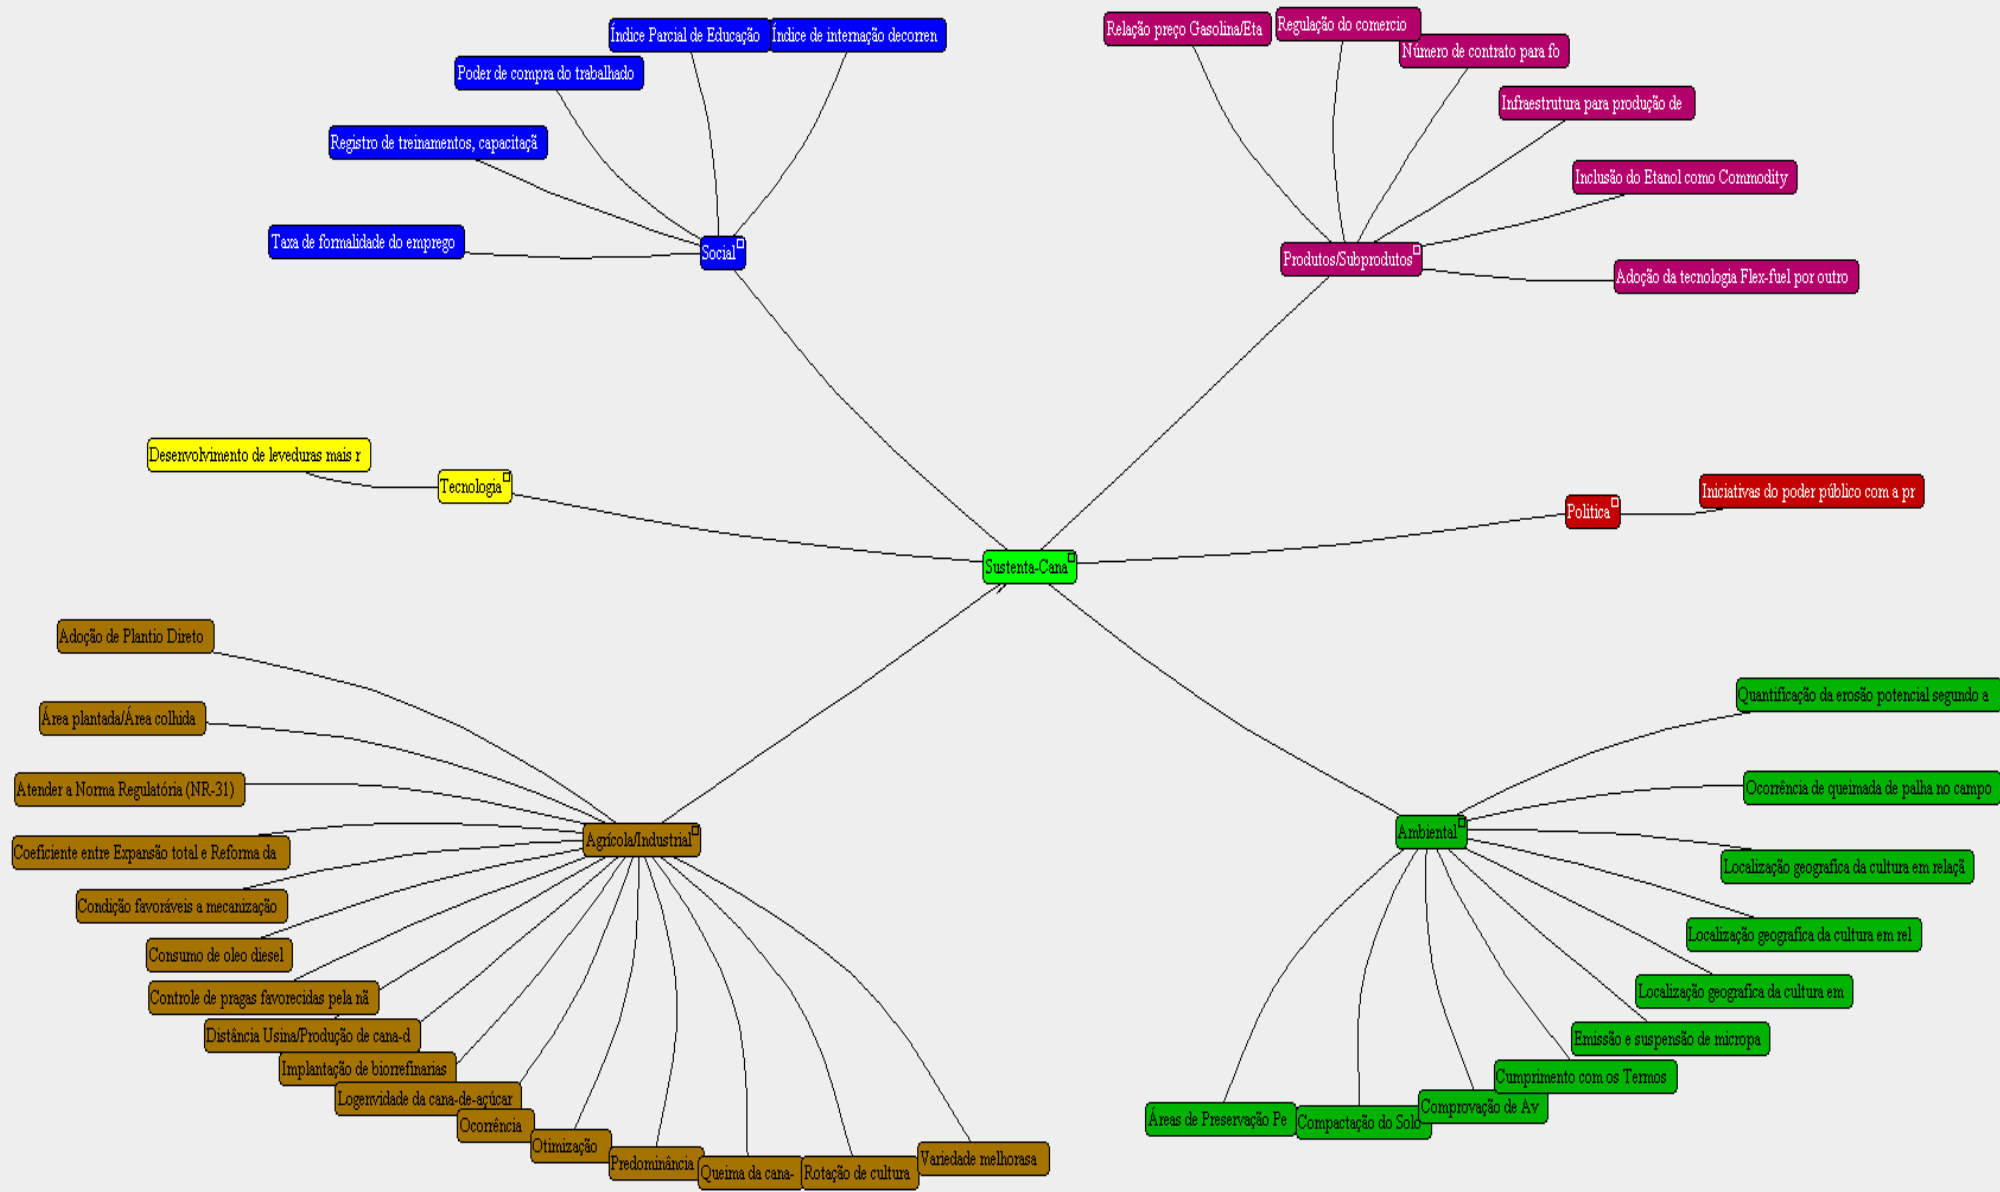 Índice Parcial de Educação
Índice de internação decorren
Poder de compra do trabalhado
Registro de treinamentos, capacitaçã
Taxa de formalidade do emprego
Social
Relação preço Gasolina/Eta
Regulação do comercio
Número de contrato para fo
Infraestrutura para produção de
Inclusão do Etanol como Commodity
Produtos/Subprodutos
Adoção da tecnologia Flex-fuel por outro
Desenvolvimento de leveduras mais r
Tecnologia
Iniciativas do poder público com a pr
Politica
Sustenta-Cana
Adoção de Plantio Direto
Área plantada/Área colhida
Atender a Norma Regulatória (NR-31)
Coeficiente entre Expansão total e Reforma da
Condição favoráveis a mecanização
Consumo de oleo diesel
Controle de pragas favorecidas pela nã
Distância Usina/Produção de cana-d
Implantação de biorrefinarias
Logenvidade da cana-de-açúcar
Ocorrência
Otimização
Predominância
Queima da cana-
Rotação de cultura
Variedade melhorasa
Agrícola/Industrial
Ambiental
Quantificação da erosão potencial segundo a
Ocorrência de queimada de palha no campo
Localização geografica da cultura em relaçã
Localização geografica da cultura em rel
Localização geografica da cultura em
Emissão e suspensão de micropa
Cumprimento com os Termos
Comprovação de Av
Compactação do Solo
Áreas de Preservação Pe